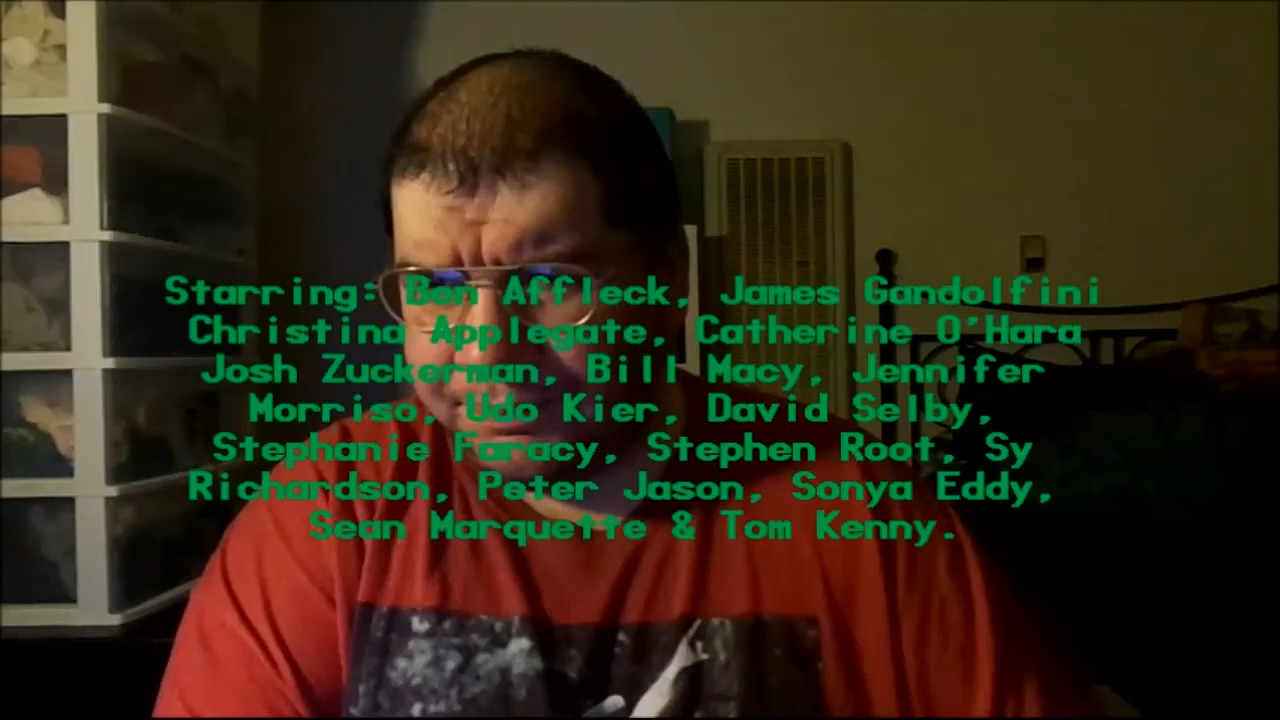 Starring: Ben Affleck, James Gandolfini
Christina Applegate, Catherine O'Hara
Josh Zuckerman, Bill Macy, Jennifer
Morriso, Udo Kier, David Selby,
Stephanie Faracy, Stephen Root, Sy
Richardson, Peter Jason, Sonya Eddy,
Sean Marquette & Tom Kenny.